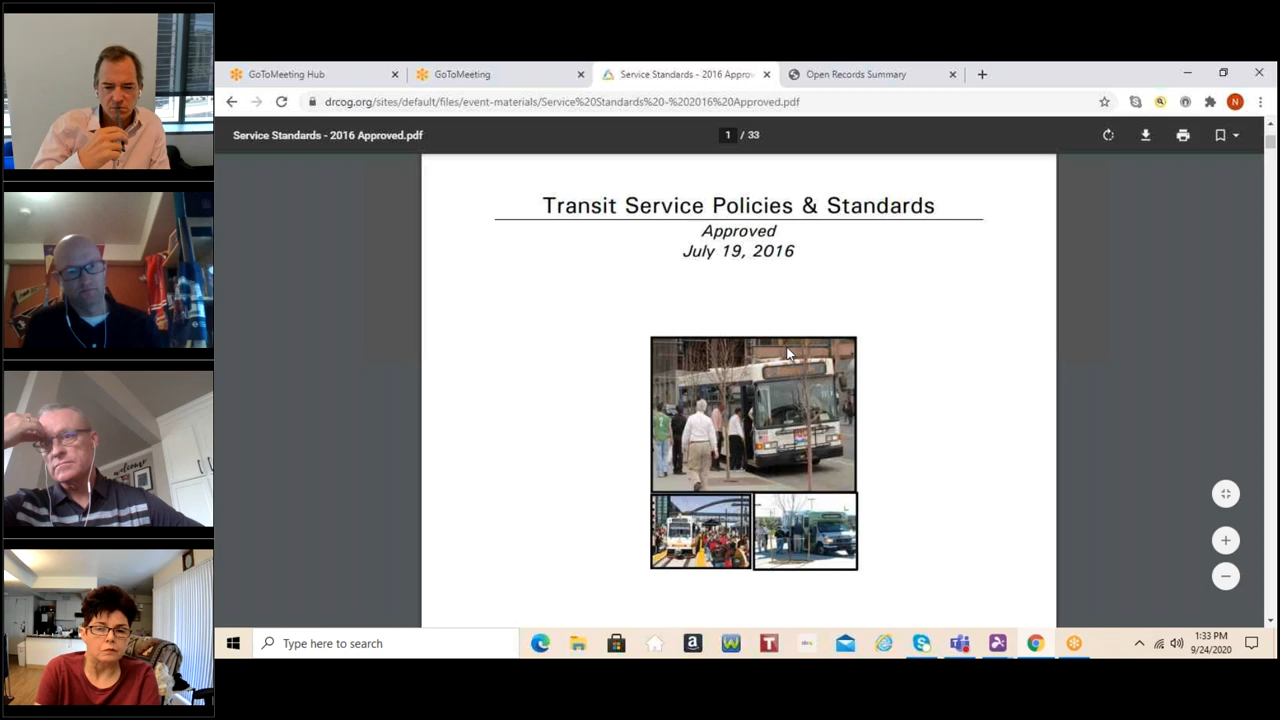 GoToMeeting Hub
GoToMeeting
Service Standards - 2016 Approv
Open Records Summary
drcog.org/sites/default/files/event-materials/Service%20Standards%20-%202016%20Approved.pdf
N
Service Standards - 2016 Approved.pdf
1 / 33
Transit Service Policies & Standards
Approved
July 19, 2016
welcome
Type here to search
1:33 PM
9/24/2020